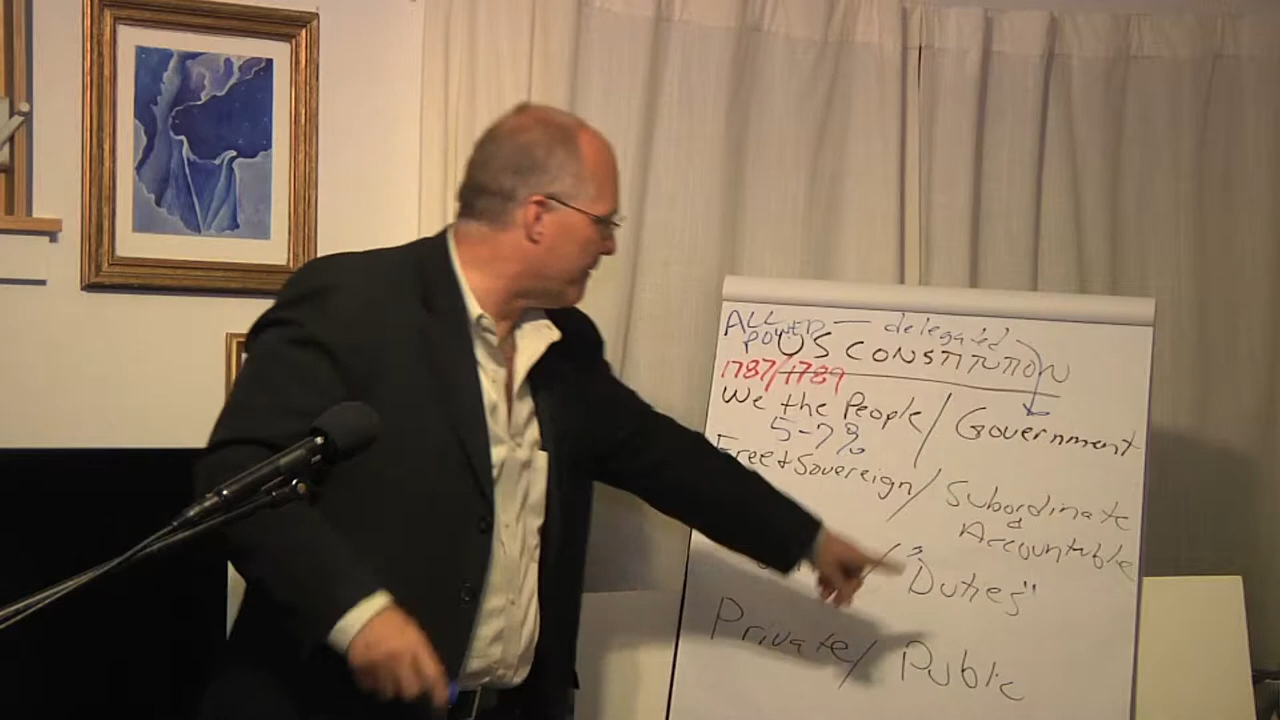 ALL POWER — delegated
US CONSTITUTION
1787/1789
We the People / Government
5-7%
Free & Sovereign / Subordinate
& Accountable
/ "Duties"
Private / Public